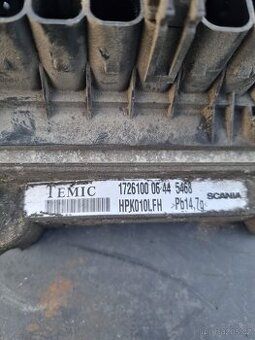 TEMIC
1726100 06 44 5468
HPK010LFH >Pb14,7g
SCANIA